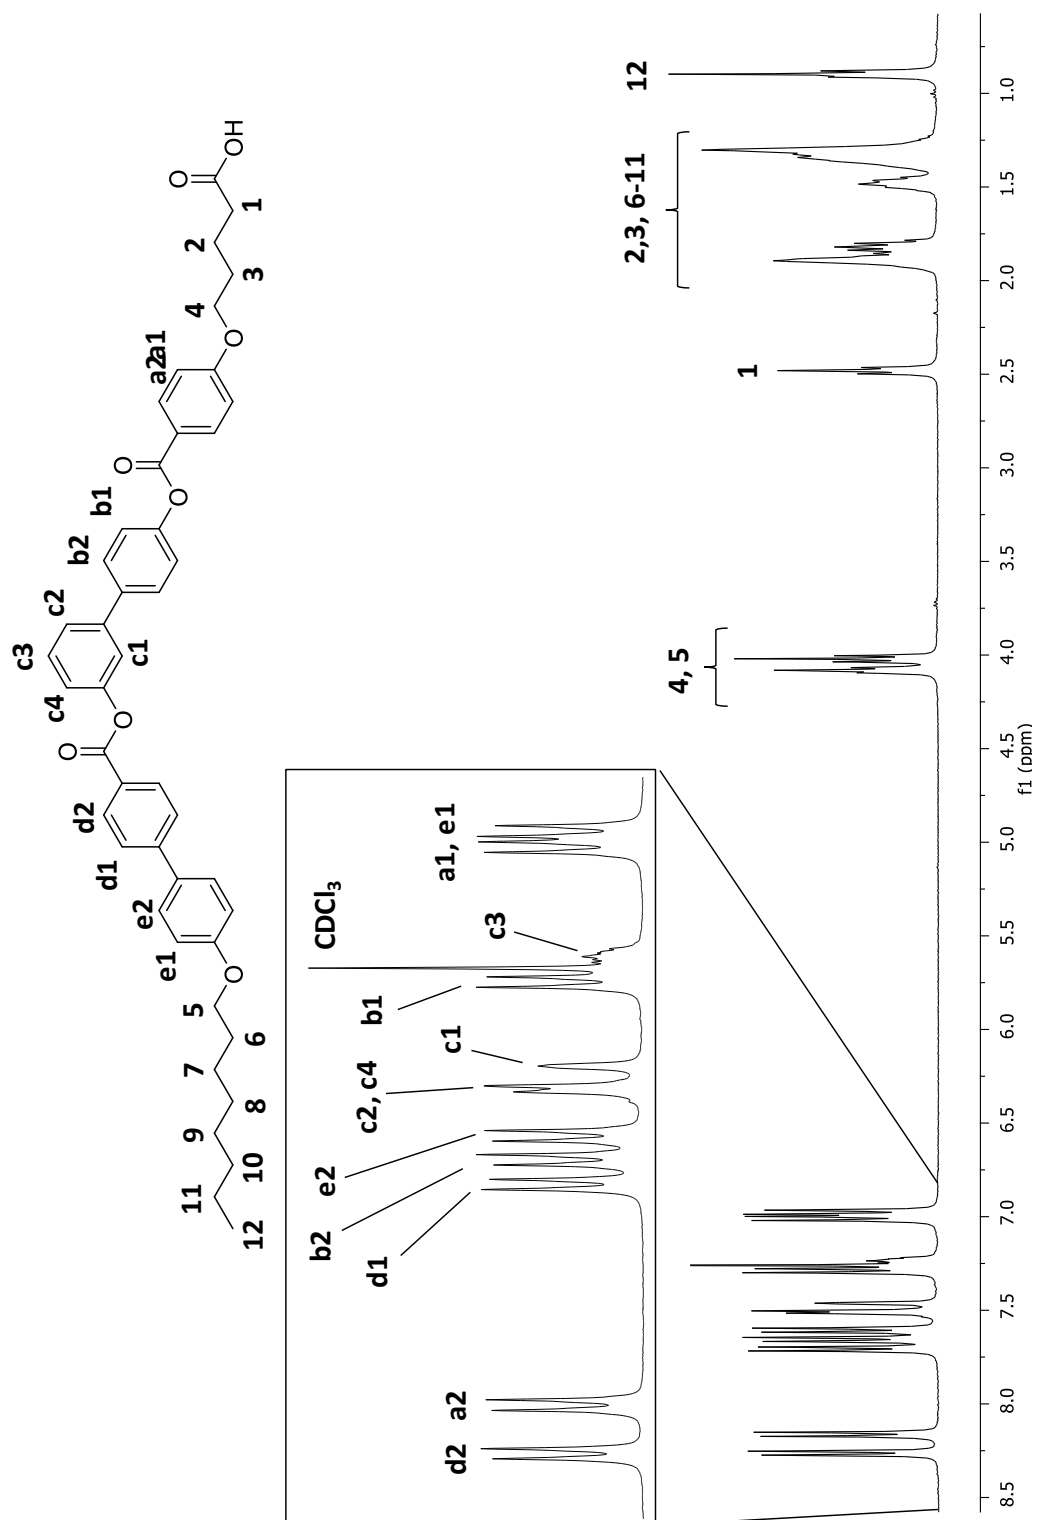 O
OH
1
2
3
4
O
a2
a1
O
O
b1
b2
c2
c3
c1
c4
O
O
d2
d1
e2
e1
O
5
6
7
8
9
10
11
12
d2
a2
d1
b2
e2
c2, c4
c1
b1
CDCl3
c3
a1, e1
4, 5
1
2,3, 6-11
12
8.5 8.0 7.5 7.0 6.5 6.0 5.5 5.0 4.5 4.0 3.5 3.0 2.5 2.0 1.5 1.0
f1 (ppm)